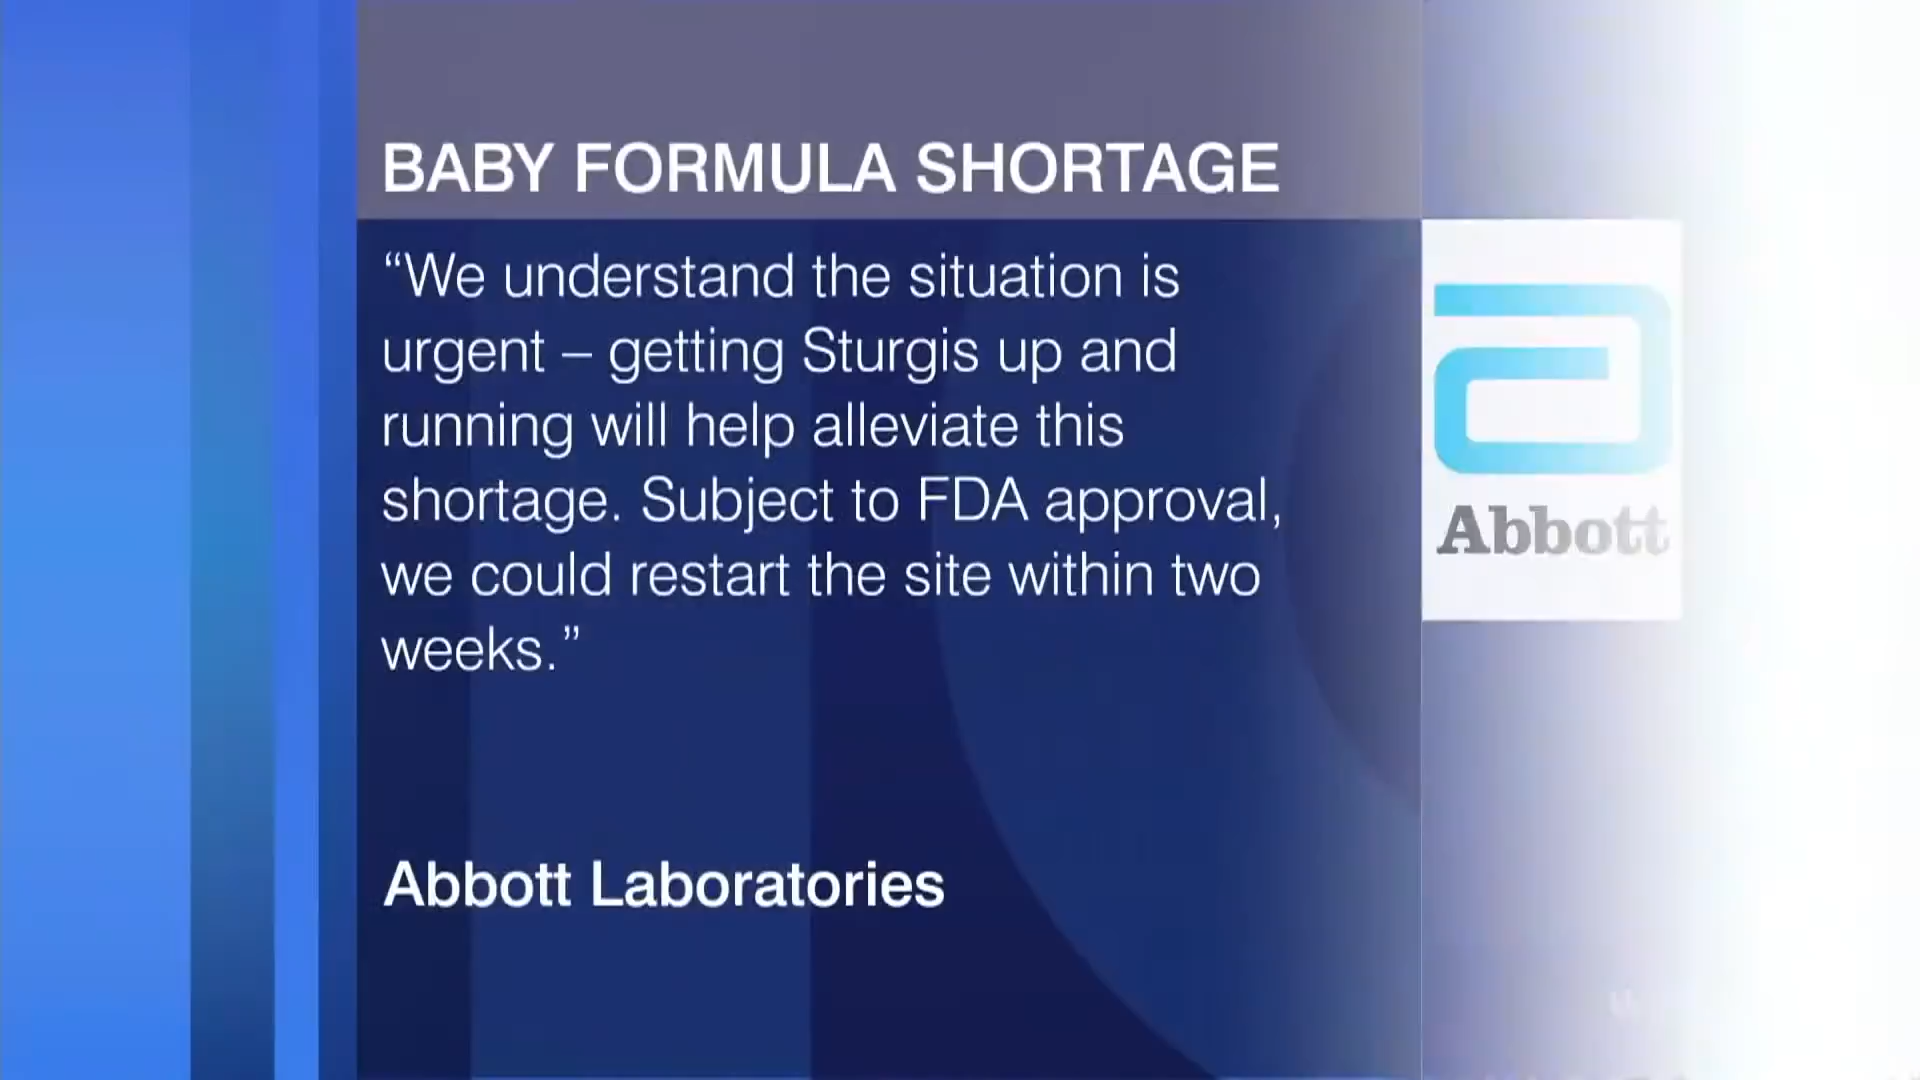 BABY FORMULA SHORTAGE
“We understand the situation is
urgent – getting Sturgis up and
running will help alleviate this
shortage. Subject to FDA approval,
we could restart the site within two
weeks.”
Abbott Laboratories
Abbott